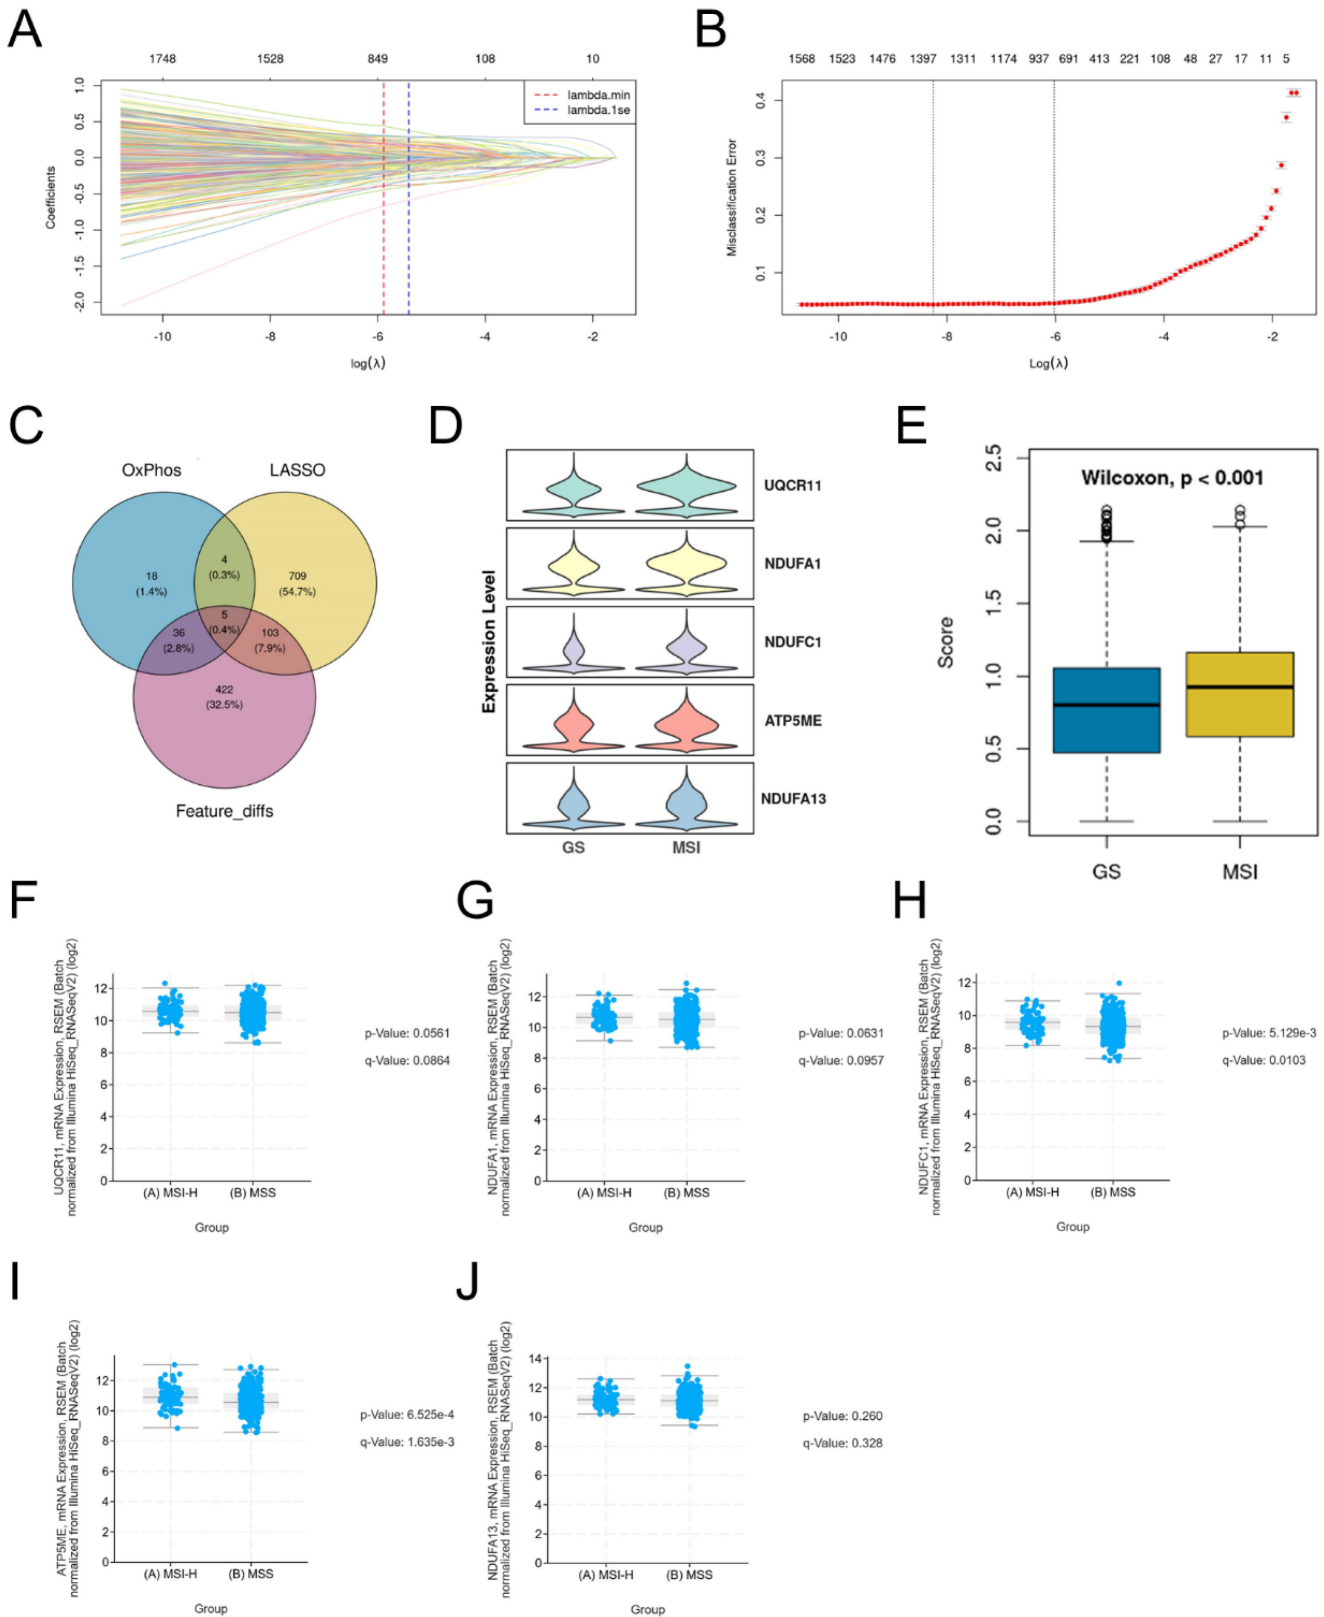 A
1748 1528 849 108 10
lambda.min
lambda.1se
1.0
0.5
0.0
-0.5
-1.0
-1.5
-2.0
Coefficients
-10 -8 -6 -4 -2
log(λ)
B
1568 1523 1476 1397 1311 1174 937 691 413 221 108 48 27 17 11 5
0.4
0.3
0.2
0.1
Misclassification Error
-10 -8 -6 -4 -2
Log(λ)
C
OxPhos
LASSO
4
(0.3%)
18
(1.4%)
709
(54.7%)
5
(0.4%)
36
(2.8%)
103
(7.9%)
422
(32.5%)
Feature_diffs
D
Expression Level
UQCR11
NDUFA1
NDUFC1
ATP5ME
NDUFA13
GS MSI
E
Wilcoxon, p < 0.001
Score
2.5
2.0
1.5
1.0
0.5
0.0
GS MSI
F
UQCR11, mRNA Expression, RSEM (Batch
normalized from Illumina HiSeq_RNASeqV2) (log2)
12
10
8
6
4
2
0
(A) MSI-H (B) MSS
Group
p-Value: 0.0561
q-Value: 0.0864
G
NDUFA1, mRNA Expression, RSEM (Batch
normalized from Illumina HiSeq_RNASeqV2) (log2)
12
10
8
6
4
2
0
(A) MSI-H (B) MSS
Group
p-Value: 0.0631
q-Value: 0.0957
H
NDUFC1, mRNA Expression, RSEM (Batch
normalized from Illumina HiSeq_RNASeqV2) (log2)
12
10
8
6
4
2
0
(A) MSI-H (B) MSS
Group
p-Value: 5.129e-3
q-Value: 0.0103
I
ATP5ME, mRNA Expression, RSEM (Batch
normalized from Illumina HiSeq_RNASeqV2) (log2)
12
10
8
6
4
2
0
(A) MSI-H (B) MSS
Group
p-Value: 6.525e-4
q-Value: 1.635e-3
J
NDUFA13, mRNA Expression, RSEM (Batch
normalized from Illumina HiSeq_RNASeqV2) (log2)
14
12
10
8
6
4
2
0
(A) MSI-H (B) MSS
Group
p-Value: 0.260
q-Value: 0.328